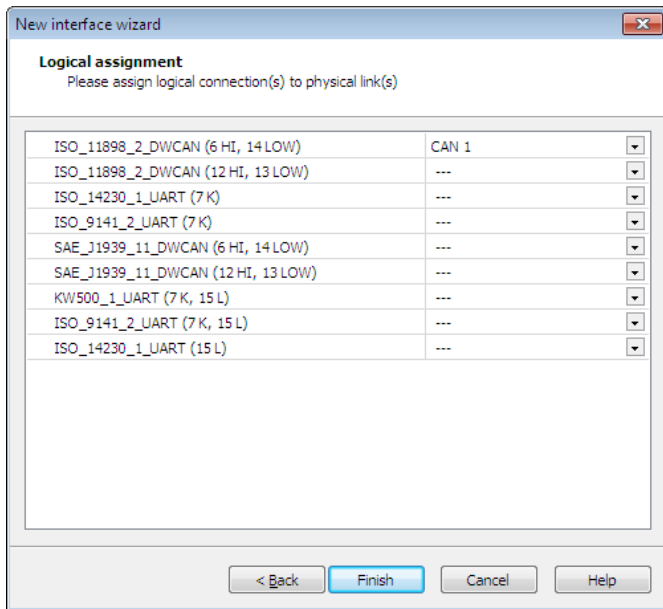 New interface wizard
Logical assignment
Please assign logical connection(s) to physical link(s)
ISO_11898_2_DWCAN (6 HI, 14 LOW) CAN 1
ISO_11898_2_DWCAN (12 HI, 13 LOW) ---
ISO_14230_1_UART (7 K) ---
ISO_9141_2_UART (7 K) ---
SAE_J1939_11_DWCAN (6 HI, 14 LOW) ---
SAE_J1939_11_DWCAN (12 HI, 13 LOW) ---
KW500_1_UART (7 K, 15 L) ---
ISO_9141_2_UART (7 K, 15 L) ---
ISO_14230_1_UART (15 L) ---
< Back Finish Cancel Help